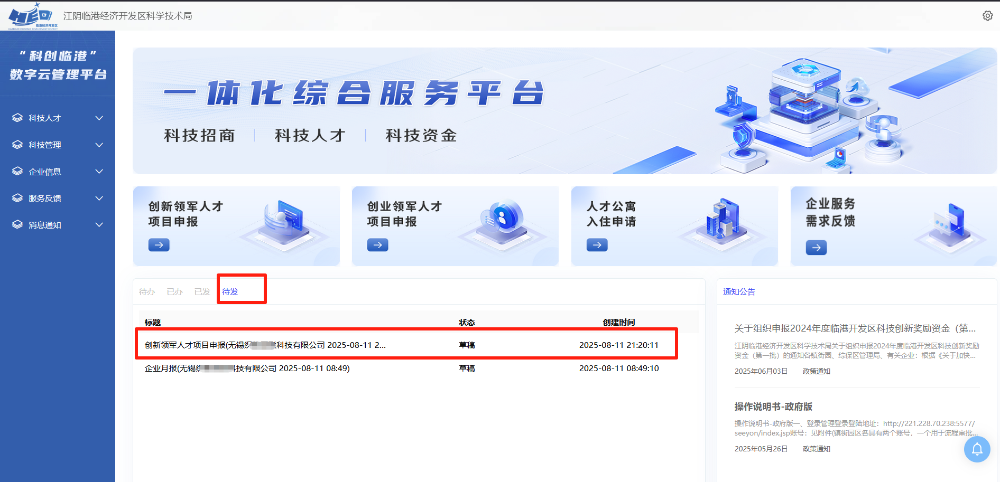 HEDD
临港经济开发区
HARBOUR ECONOMIC DEVELOPMENT DISTRICT
江阴临港经济开发区科学技术局
“科创临港”
数字云管理平台
科技人才
科技管理
企业信息
服务反馈
消息通知
一体化综合服务平台
科技招商 科技人才 科技资金
创新领军人才
项目申报
创业领军人才
项目申报
人才公寓
入住申请
企业服务
需求反馈
待办 已办 已发 待发
标题 状态 创建时间
创新领军人才项目申报(无锡 科技有限公司 2025-08-11 2... 草稿 2025-08-11 21:20:11
企业月报(无锡 科技有限公司 2025-08-11 08:49) 草稿 2025-08-11 08:49:10
通知公告
关于组织申报2024年度临港开发区科技创新奖励资金（第...
江阴临港经济开发区科学技术局关于组织申报2024年度临港开发区科技创新奖励
资金（第一批）的通知各镇街园、综保区管理局、有关企业：根据《关于加快...
2025年06月03日 政策通知
操作说明书-政府版
操作说明书-政府版一、登录管理登录登陆地址：http://221.228.70.238:5577/
seeyon/index.jsp账号：见附件(镇街园区各具有两个账号，一个用于流程审批...
2025年05月26日 政策通知